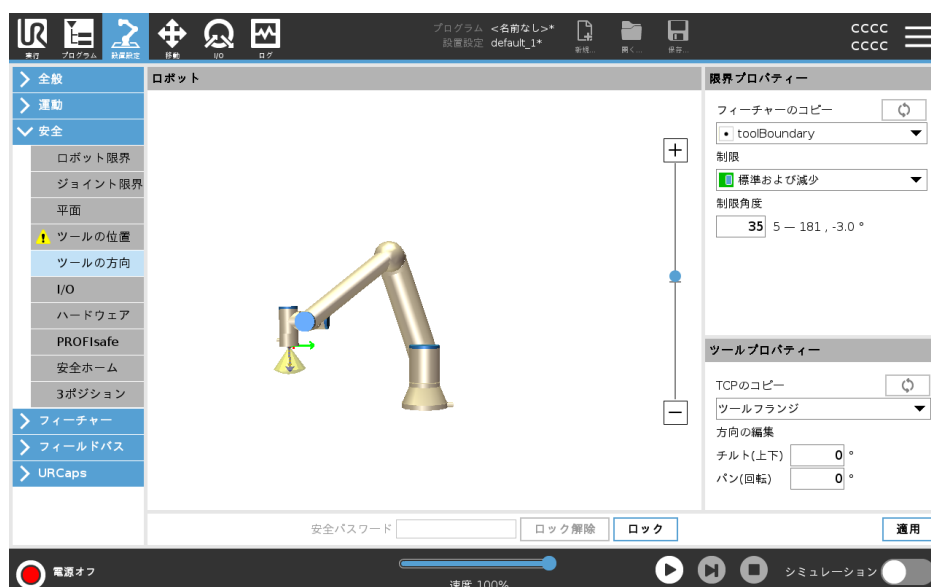 プログラム <名前なし>*
設置設定 default_1*
cccc
cccc
実行
プログラム
設置設定
移動
I/O
ログ
新規...
開く...
保存...
全般
運動
安全
ロボット限界
ジョイント限界
平面
ツールの位置
ツールの方向
I/O
ハードウェア
PROFIsafe
安全ホーム
3ポジション
フィーチャー
フィールドバス
URCaps
ロボット
限界プロパティー
フィーチャーのコピー
toolBoundary
制限
標準および減少
制限角度
35 5 — 181 , -3.0 °
ツールプロパティー
TCPのコピー
ツールフランジ
方向の編集
チルト(上下) 0 °
パン(回転) 0 °
安全パスワード
ロック解除
ロック
適用
電源オフ
速度 100%
シミュレーション